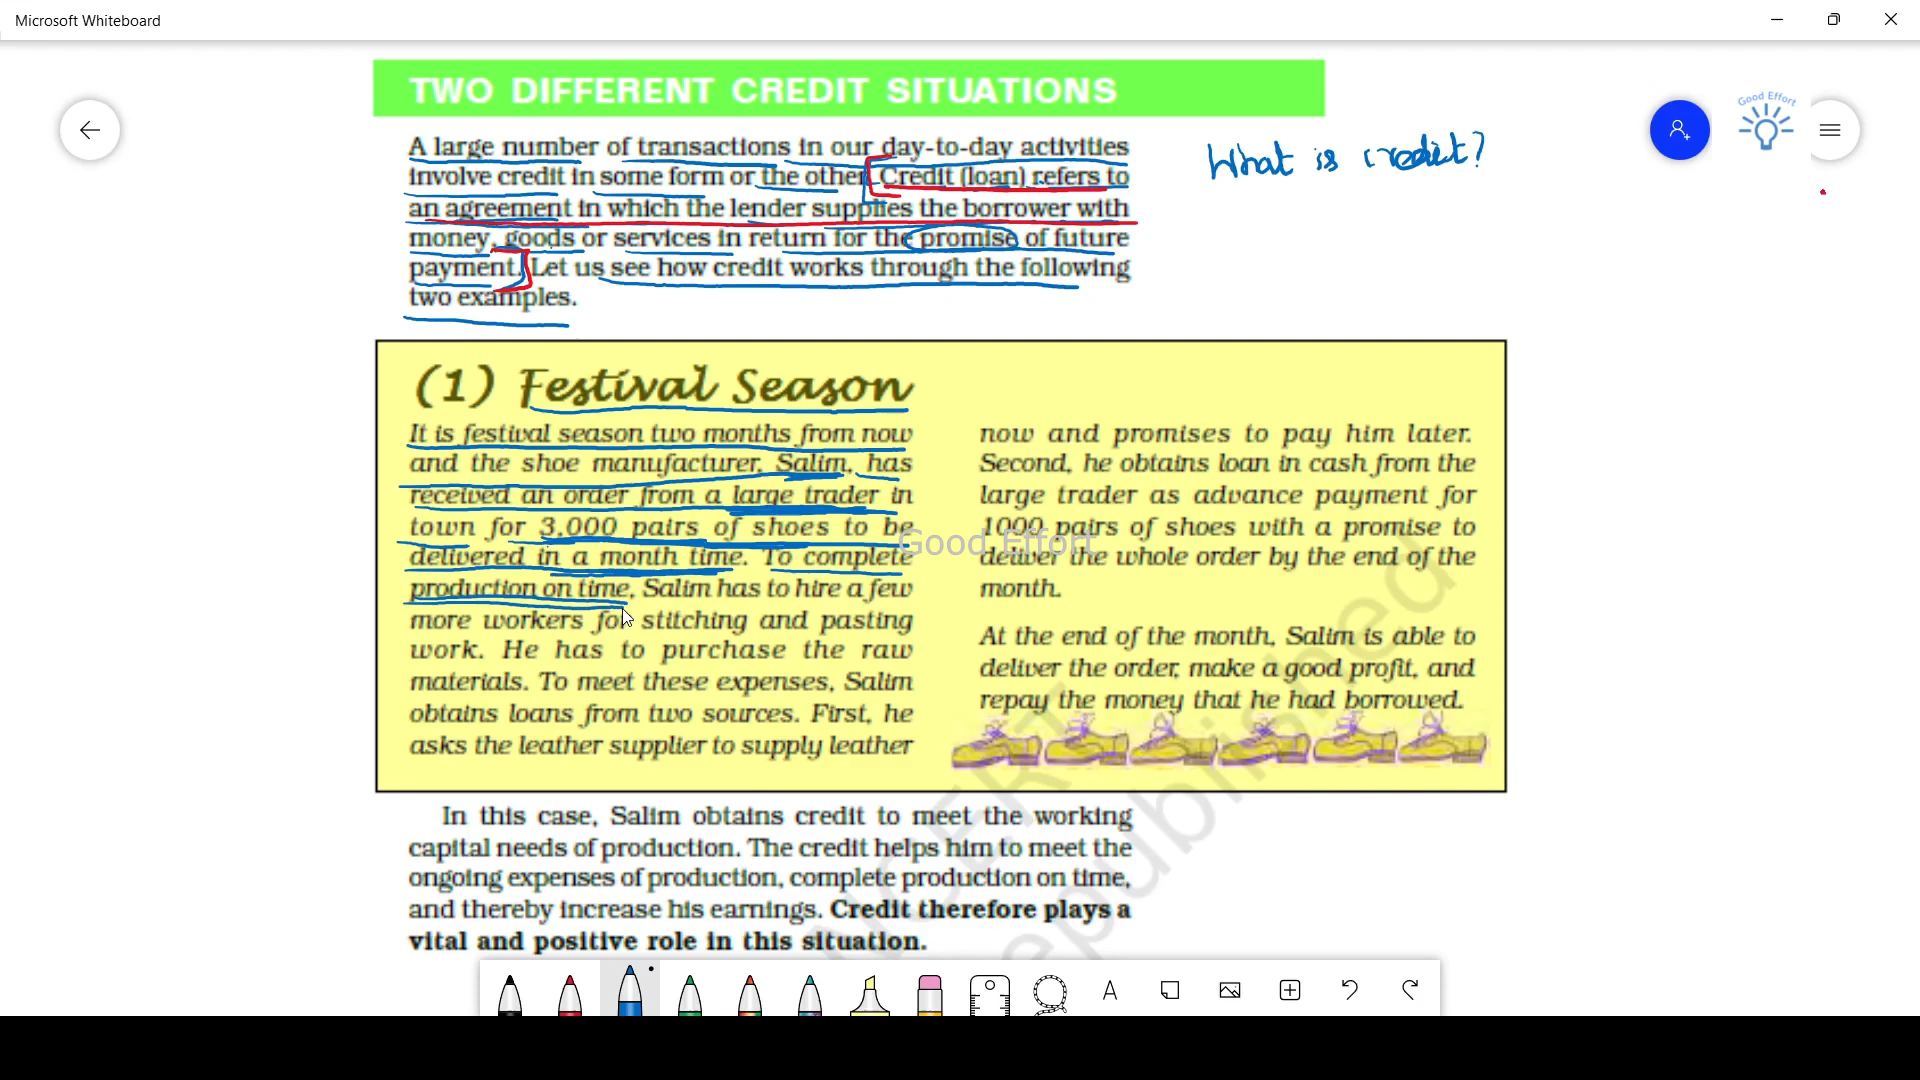 Microsoft Whiteboard
TWO DIFFERENT CREDIT SITUATIONS
A large number of transactions in our day-to-day activities
involve credit in some form or the other. Credit (loan) refers to
an agreement in which the lender supplies the borrower with
money, goods or services in return for the promise of future
payment. Let us see how credit works through the following
two examples.
What is credit?
Good Effort
(1) Festival Season
It is festival season two months from now
and the shoe manufacturer, Salim, has
received an order from a large trader in
town for 3,000 pairs of shoes to be
delivered in a month time. To complete
production on time, Salim has to hire a few
more workers for stitching and pasting
work. He has to purchase the raw
materials. To meet these expenses, Salim
obtains loans from two sources. First, he
asks the leather supplier to supply leather
now and promises to pay him later.
Second, he obtains loan in cash from the
large trader as advance payment for
1000 pairs of shoes with a promise to
deliver the whole order by the end of the
month.
At the end of the month, Salim is able to
deliver the order, make a good profit, and
repay the money that he had borrowed.
Good Effort
In this case, Salim obtains credit to meet the working
capital needs of production. The credit helps him to meet the
ongoing expenses of production, complete production on time,
and thereby increase his earnings. Credit therefore plays a
vital and positive role in this situation.
NCERT
republished